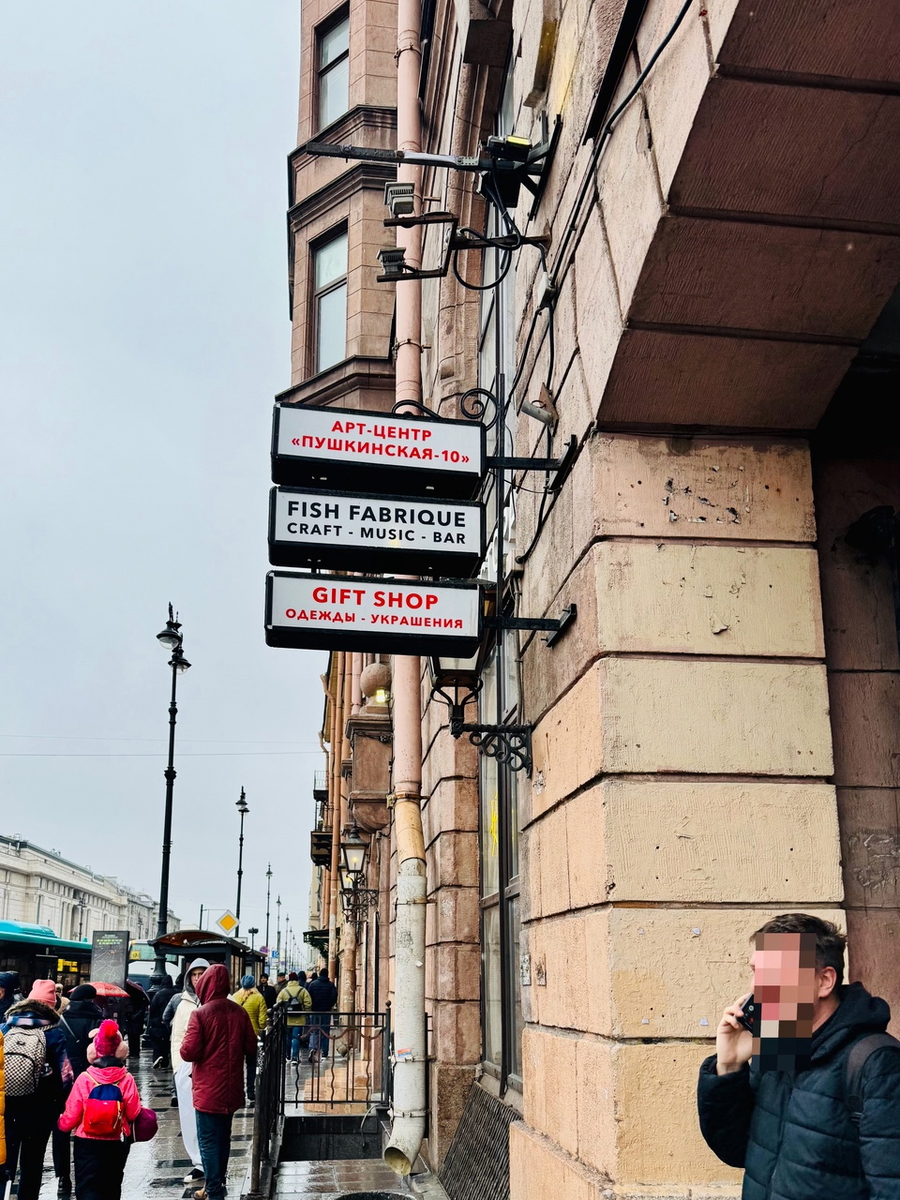 АРТ-ЦЕНТР
«ПУШКИНСКАЯ-10»
FISH FABRIQUE
CRAFT - MUSIC - BAR
GIFT SHOP
ОДЕЖДЫ - УКРАШЕНИЯ